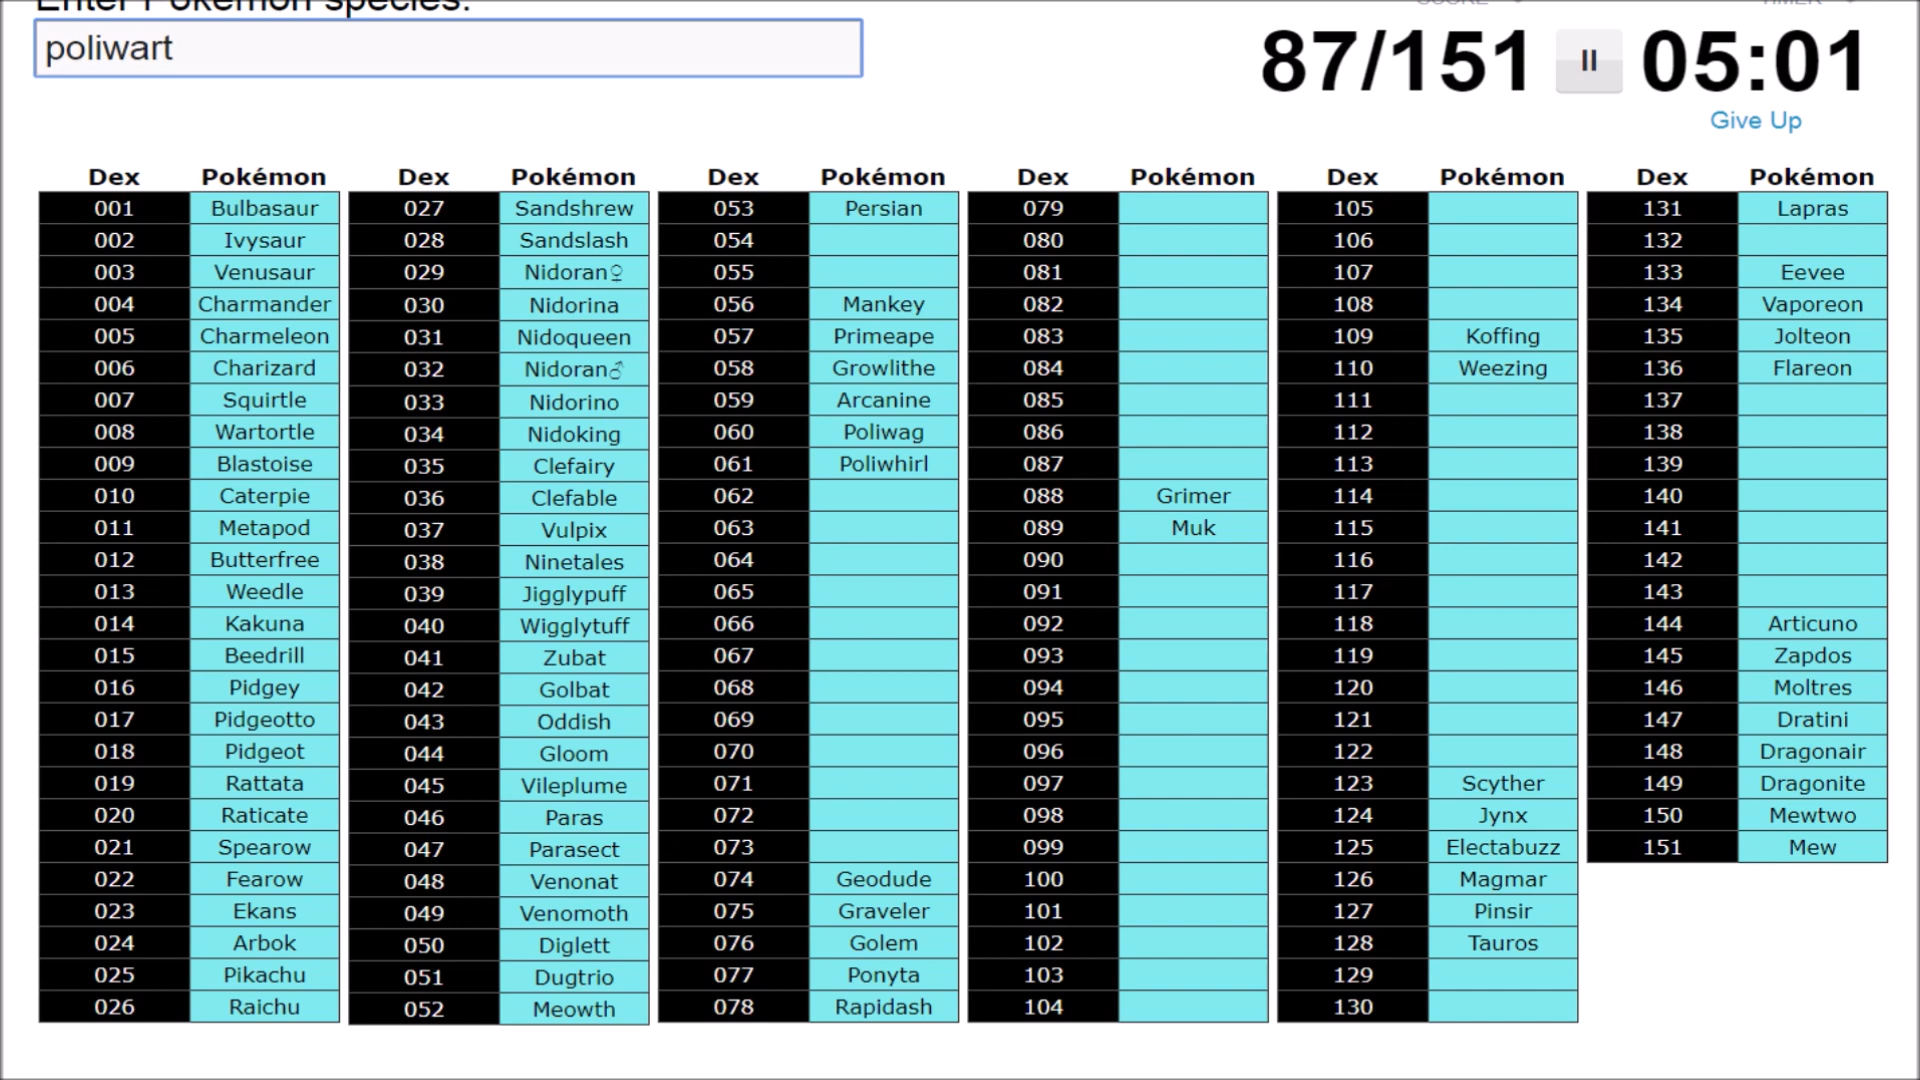 Enter Pokémon species:
SCORE
TIMER
poliwart
87/151
05:01
Give Up
Dex Pokémon Dex Pokémon Dex Pokémon Dex Pokémon Dex Pokémon Dex Pokémon
001 Bulbasaur 027 Sandshrew 053 Persian 079 105 131 Lapras
002 Ivysaur 028 Sandslash 054 080 106 132
003 Venusaur 029 Nidoran♀ 055 081 107 133 Eevee
004 Charmander 030 Nidorina 056 Mankey 082 108 134 Vaporeon
005 Charmeleon 031 Nidoqueen 057 Primeape 083 109 Koffing 135 Jolteon
006 Charizard 032 Nidoran♂ 058 Growlithe 084 110 Weezing 136 Flareon
007 Squirtle 033 Nidorino 059 Arcanine 085 111 137
008 Wartortle 034 Nidoking 060 Poliwag 086 112 138
009 Blastoise 035 Clefairy 061 Poliwhirl 087 113 139
010 Caterpie 036 Clefable 062 088 Grimer 114 140
011 Metapod 037 Vulpix 063 089 Muk 115 141
012 Butterfree 038 Ninetales 064 090 116 142
013 Weedle 039 Jigglypuff 065 091 117 143
014 Kakuna 040 Wigglytuff 066 092 118 144 Articuno
015 Beedrill 041 Zubat 067 093 119 145 Zapdos
016 Pidgey 042 Golbat 068 094 120 146 Moltres
017 Pidgeotto 043 Oddish 069 095 121 147 Dratini
018 Pidgeot 044 Gloom 070 096 122 148 Dragonair
019 Rattata 045 Vileplume 071 097 123 Scyther 149 Dragonite
020 Raticate 046 Paras 072 098 124 Jynx 150 Mewtwo
021 Spearow 047 Parasect 073 099 125 Electabuzz 151 Mew
022 Fearow 048 Venonat 074 Geodude 100 126 Magmar
023 Ekans 049 Venomoth 075 Graveler 101 127 Pinsir
024 Arbok 050 Diglett 076 Golem 102 128 Tauros
025 Pikachu 051 Dugtrio 077 Ponyta 103 129
026 Raichu 052 Meowth 078 Rapidash 104 130